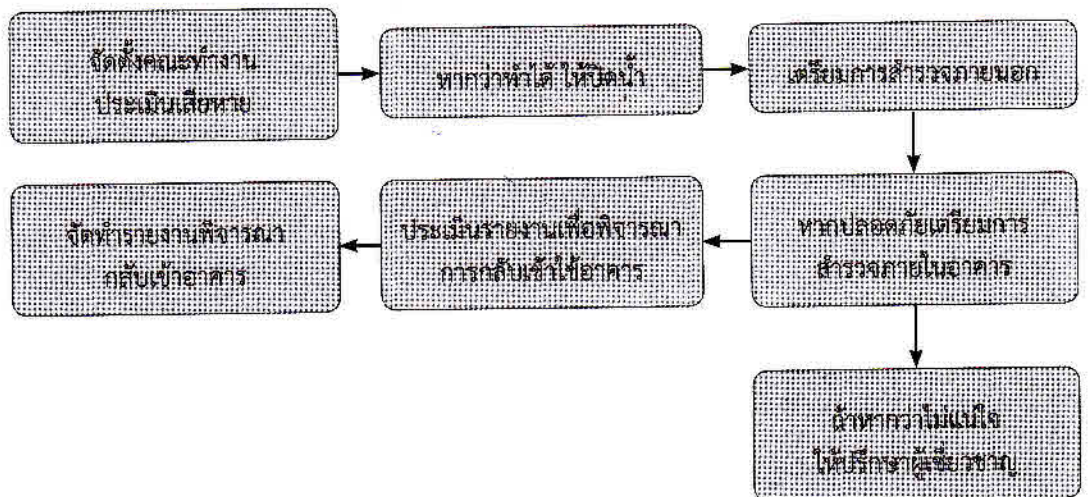 จัดตั้งคณะทำงาน
ประเมินเสียหาย
หากว่าทำได้ ให้ปิดน้ำ
เตรียมการสำรวจภายนอก
หากปลอดภัยเตรียมการ
สำรวจภายในอาคาร
ประเมินรายงานเพื่อพิจารณา
การกลับเข้าใช้อาคาร
จัดทำรายงานพิจารณา
กลับเข้าอาคาร
ถ้าหากว่าไม่แน่ใจ
ให้ปรึกษาผู้เชี่ยวชาญ